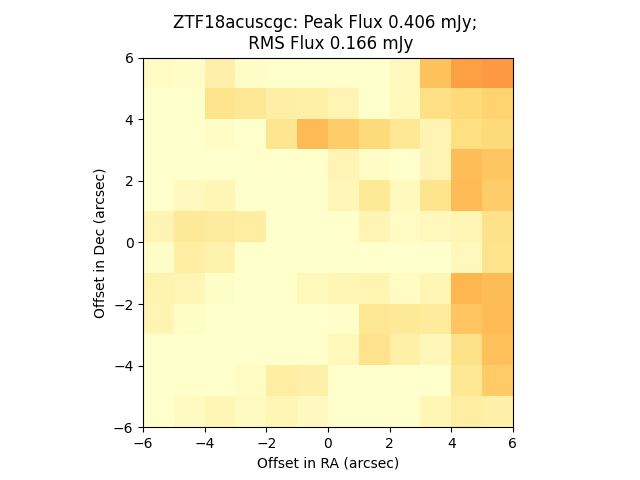 ZTF18acuscgc: Peak Flux 0.406 mJy;
RMS Flux 0.166 mJy
6
4
2
0
−2
−4
−6
Offset in Dec (arcsec)
−6 −4 −2 0 2 4 6
Offset in RA (arcsec)